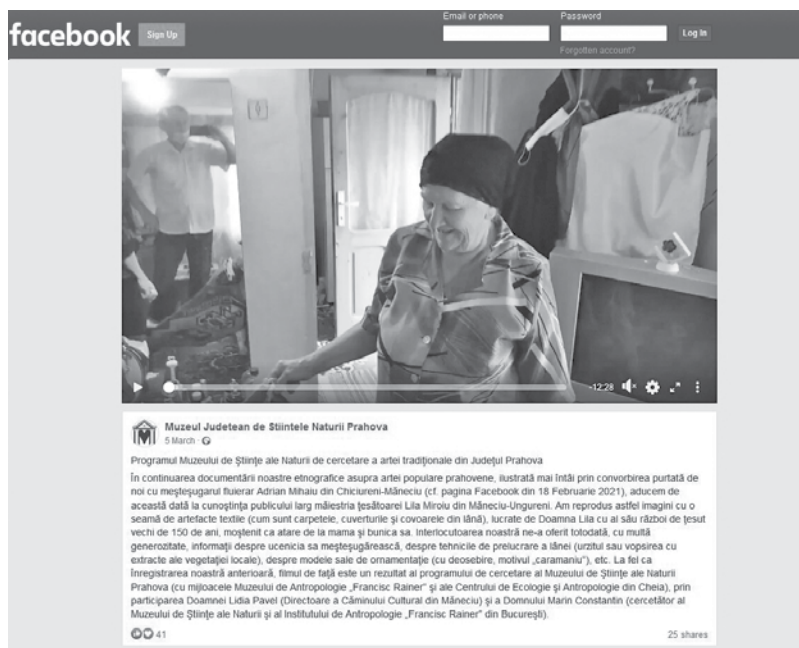 Email or phone Password
facebook Sign Up Log In
Forgotten account?
-12:28
Muzeul Judetean de Stiintele Naturii Prahova
5 March ·
Programul Muzeului de Științe ale Naturii de cercetare a artei tradiționale din Județul Prahova
În continuarea documentării noastre etnografice asupra artei populare prahovene, ilustrată mai întâi prin convorbirea purtată de
noi cu meșteșugarul fluierar Adrian Mihaiu din Chiciureni-Măneciu (cf. pagina Facebook din 18 Februarie 2021), aducem de
această dată la cunoștința publicului larg măiestria țesătoarei Lila Miroiu din Măneciu-Ungureni. Am reprodus astfel imagini cu o
seamă de artefacte textile (cum sunt carpetele, cuverturile și covoarele din lână), lucrate de Doamna Lila cu al său război de țesut
vechi de 150 de ani, moștenit ca atare de la mama și bunica sa. Interlocutoarea noastră ne-a oferit totodată, cu multă
generozitate, informații despre ucenicia sa meșteșugărească, despre tehnicile de prelucrare a lânei (urzitul sau vopsirea cu
extracte ale vegetației locale), despre modele sale de ornamentație (cu deosebire, motivul „caramaniu"), etc. La fel ca
înregistrarea noastră anterioară, filmul de față este un rezultat al programului de cercetare al Muzeului de Științe ale Naturii
Prahova (cu mijloacele Muzeului de Antropologie „Francisc Rainer" și ale Centrului de Ecologie și Antropologie din Cheia), prin
participarea Doamnei Lidia Pavel (Directoare a Căminului Cultural din Măneciu) și a Domnului Marin Constantin (cercetător al
Muzeului de Științe ale Naturii și al Institutului de Antropologie „Francisc Rainer" din București).
41 25 shares